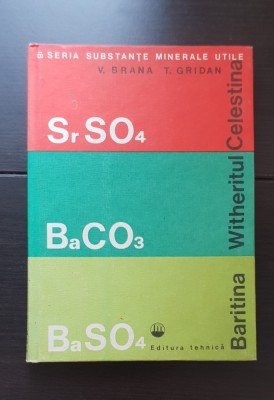 & SERIA SUBSTANȚE MINERALE UTILE
V. BRANA T. GRIDAN
SrSO4
Celestina
BaCO3
Witheritul
BaSO4
Baritina
Editura tehnică